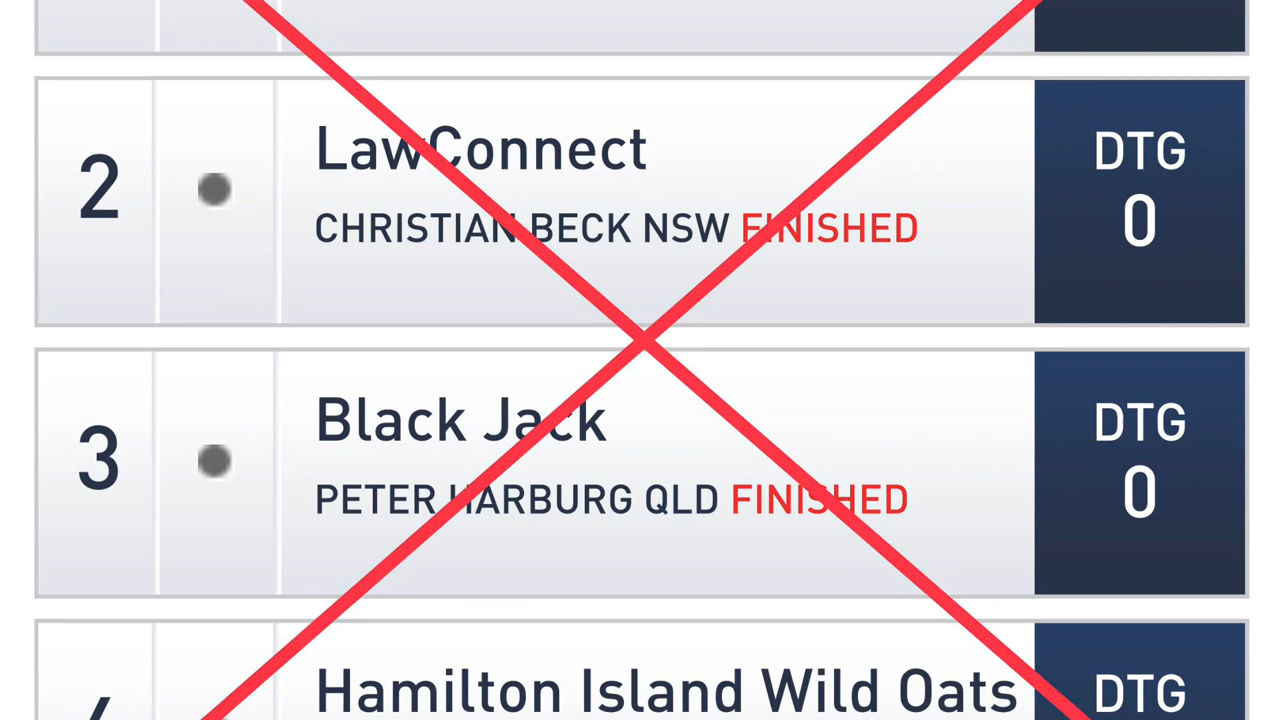 2
LawConnect
CHRISTIAN BECK NSW FINISHED
DTG
0
3
Black Jack
PETER HARBURG QLD FINISHED
DTG
0
Hamilton Island Wild Oats
DTG